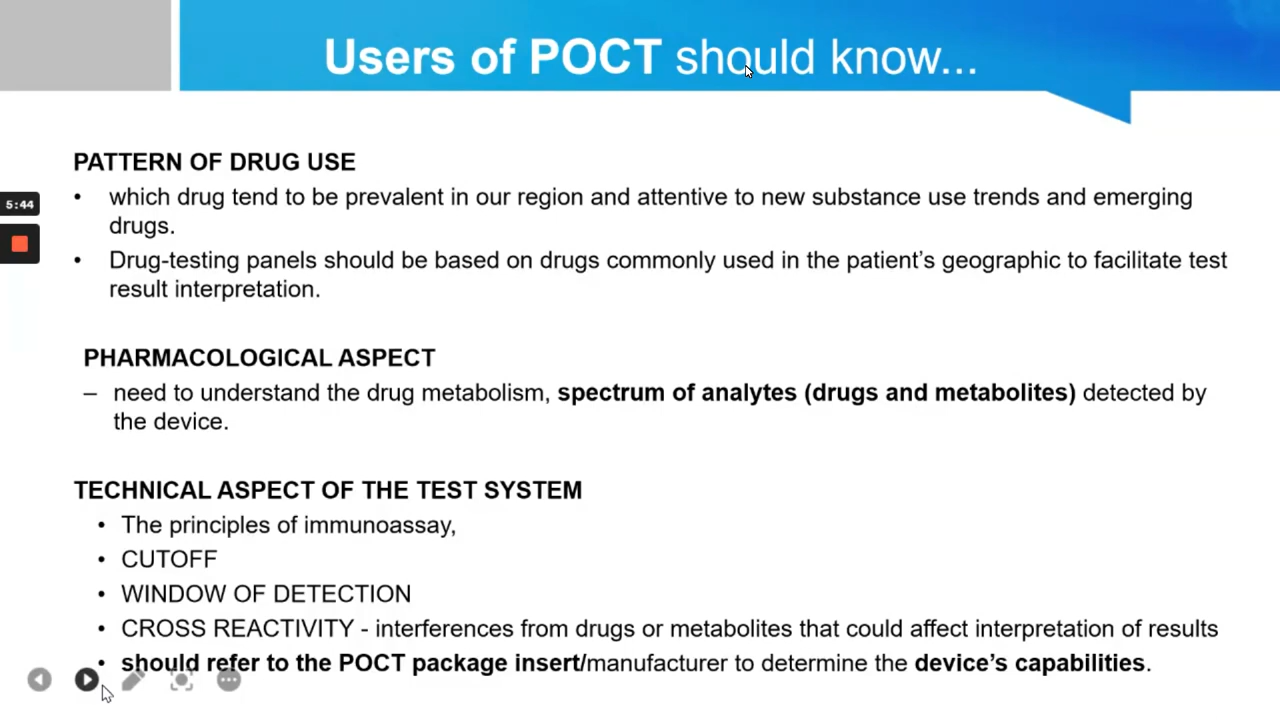 Users of POCT should know...
PATTERN OF DRUG USE
• which drug tend to be prevalent in our region and attentive to new substance use trends and emerging
drugs.
5:44
• Drug-testing panels should be based on drugs commonly used in the patient's geographic to facilitate test
result interpretation.
PHARMACOLOGICAL ASPECT
– need to understand the drug metabolism, spectrum of analytes (drugs and metabolites) detected by
the device.
TECHNICAL ASPECT OF THE TEST SYSTEM
• The principles of immunoassay,
• CUTOFF
• WINDOW OF DETECTION
• CROSS REACTIVITY - interferences from drugs or metabolites that could affect interpretation of results
• should refer to the POCT package insert/manufacturer to determine the device's capabilities.